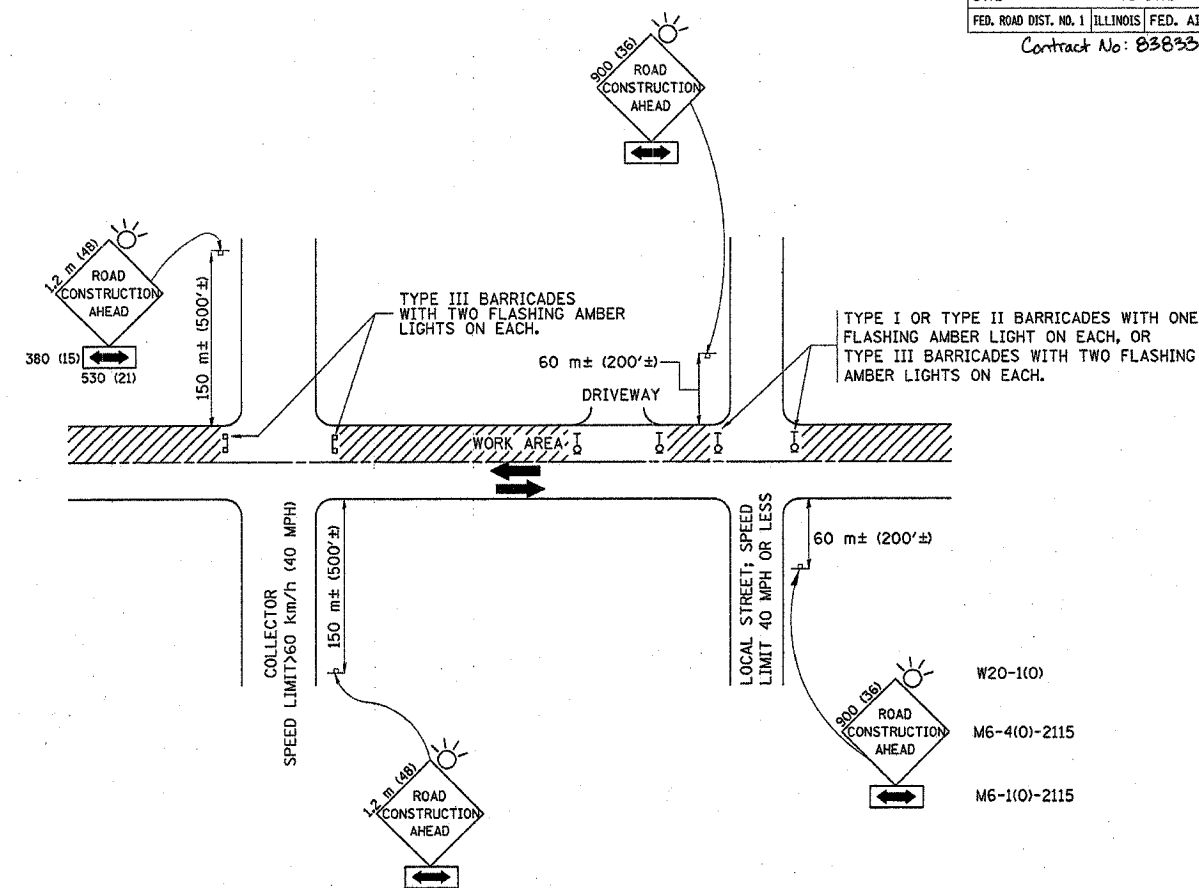 FED. ROAD DIST. NO. 1 ILLINOIS
Contract No: 83833
900 (36)
ROAD
CONSTRUCTION
AHEAD
1.2 m (48)
ROAD
CONSTRUCTION
AHEAD
380 (15)
530 (21)
150 m± (500'±)
TYPE III BARRICADES
WITH TWO FLASHING AMBER
LIGHTS ON EACH.
60 m± (200'±)
DRIVEWAY
TYPE I OR TYPE II BARRICADES WITH ONE
FLASHING AMBER LIGHT ON EACH, OR
TYPE III BARRICADES WITH TWO FLASHING
AMBER LIGHTS ON EACH.
WORK AREA
COLLECTOR
SPEED LIMIT>60 km/h (40 MPH)
150 m± (500'±)
LOCAL STREET; SPEED
LIMIT 40 MPH OR LESS
60 m± (200'±)
1.2 m (48)
ROAD
CONSTRUCTION
AHEAD
900 (36)
ROAD
CONSTRUCTION
AHEAD
W20-1(O)
M6-4(O)-2115
M6-1(O)-2115